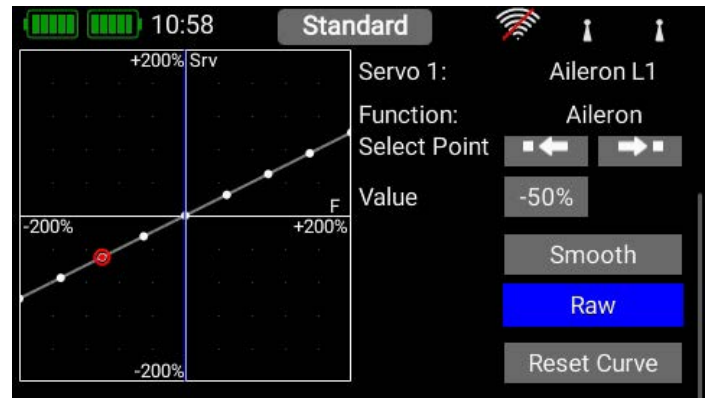 10:58 Standard
+200% Srv
Servo 1: Aileron L1
Function: Aileron
Select Point
F
Value -50%
-200% +200%
Smooth
Raw
-200%
Reset Curve